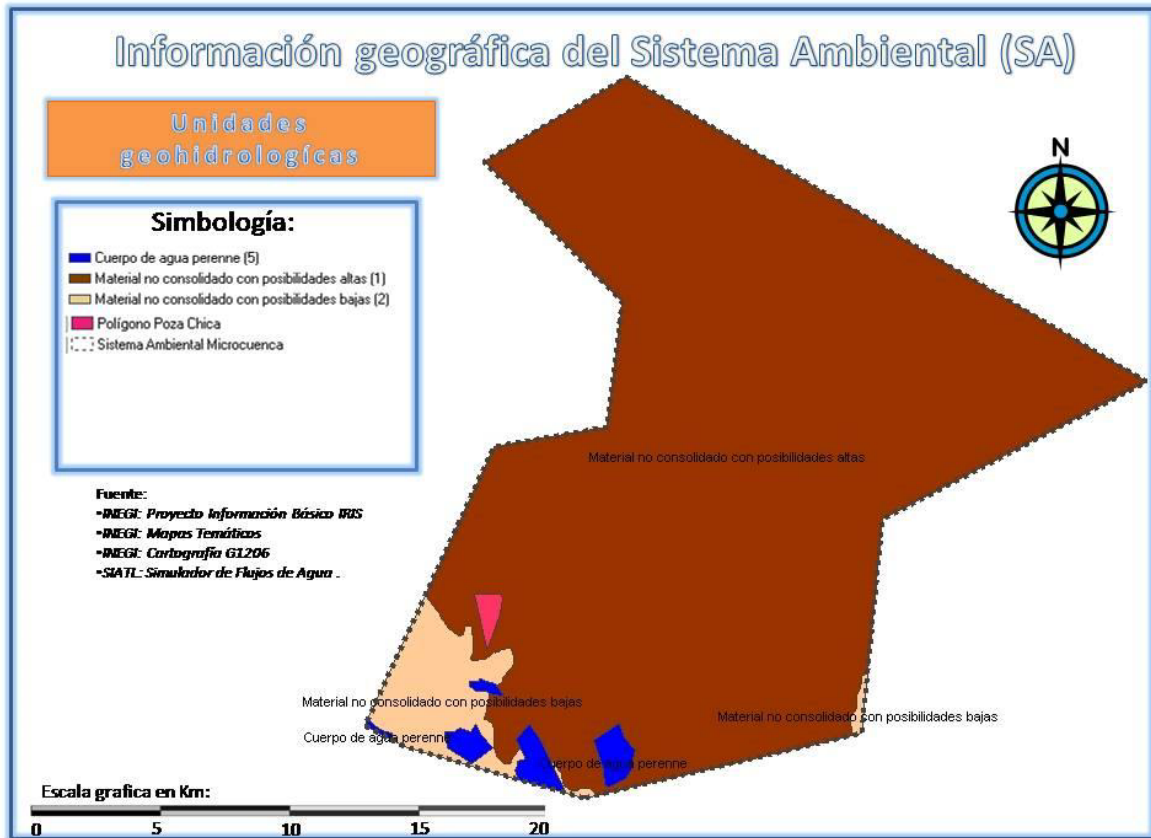 Información geográfica del Sistema Ambiental (SA)
Unidades
geohidrologícas
N
Simbología:
Cuerpo de agua perenne (5)
Material no consolidado con posibilidades altas (1)
Material no consolidado con posibilidades bajas (2)
Polígono Poza Chica
Sistema Ambiental Microcuenca
Material no consolidado con posibilidades altas
Fuente:
•INEGI: Proyecto Información Básico IRIS
•INEGI: Mapas Temáticos
•INEGI: Cartografía G1206
•SIATL: Simulador de Flujos de Agua .
Material no consolidado con posibilidades bajas
Material no consolidado con posibilidades bajas
Cuerpo de agua perenne
Cuerpo de agua perenne
Escala grafica en Km:
0 5 10 15 20